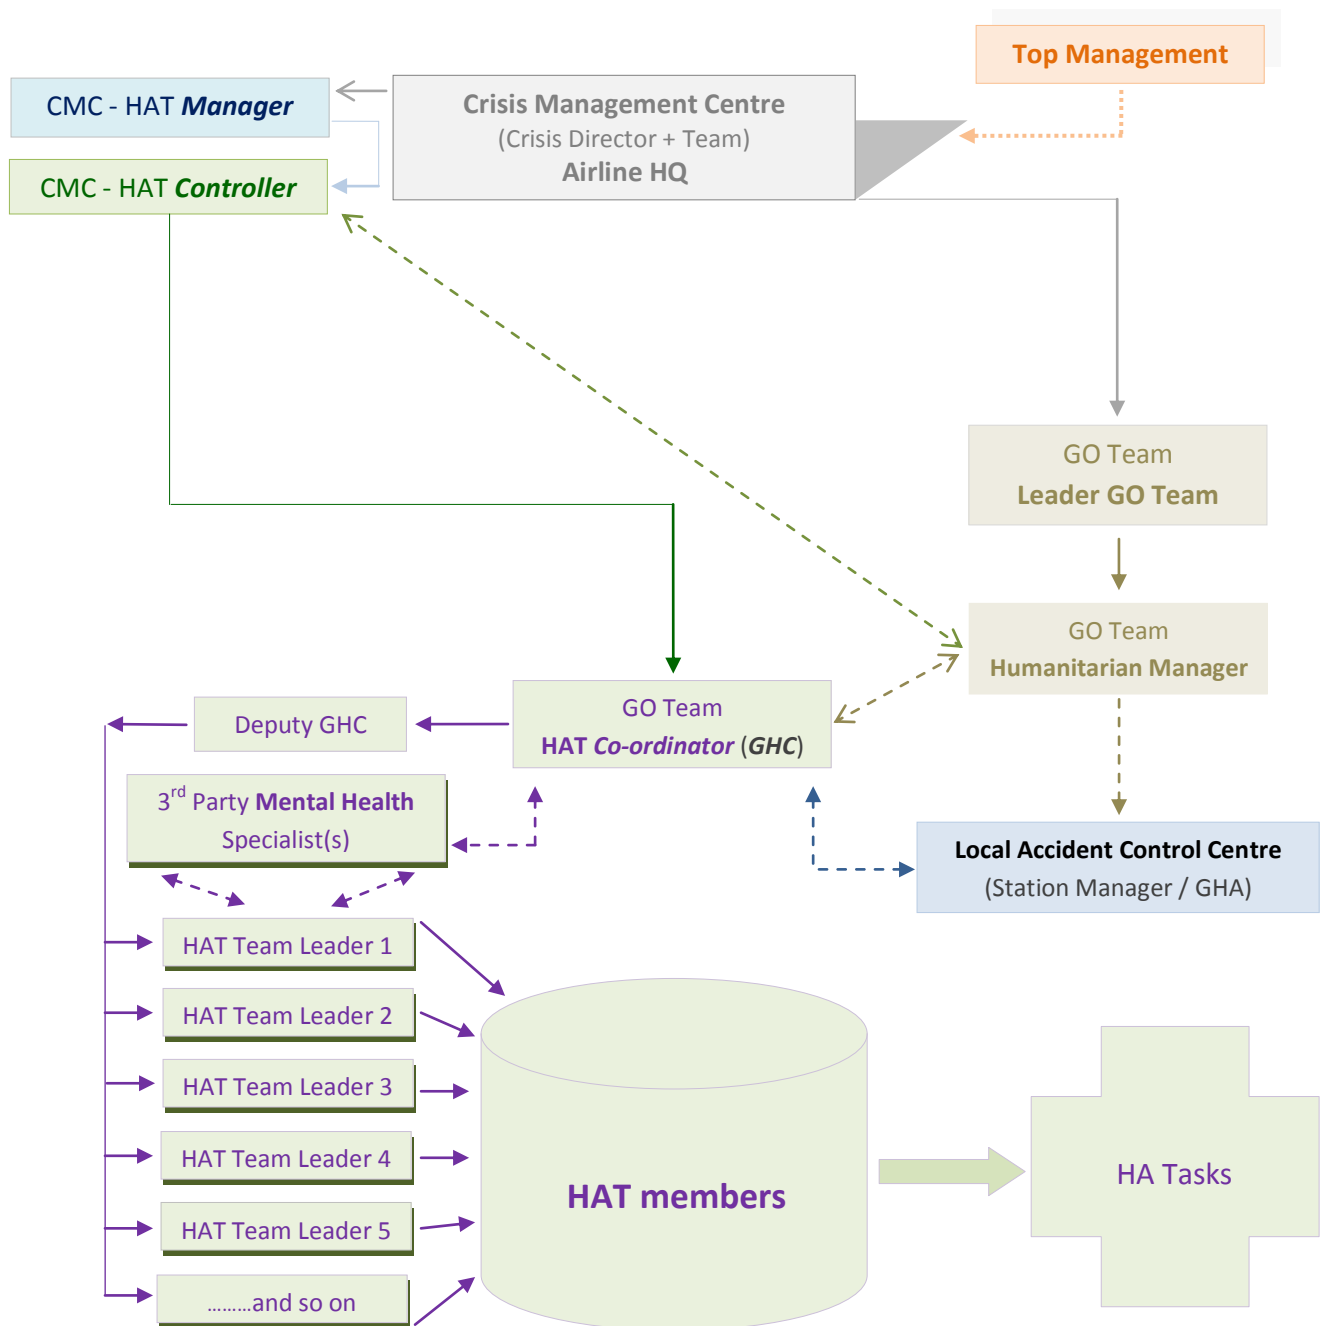 Top Management
CMC - HAT Manager
Crisis Management Centre
(Crisis Director + Team)
Airline HQ
CMC - HAT Controller
GO Team
Leader GO Team
GO Team
Humanitarian Manager
GO Team
HAT Co-ordinator (GHC)
Deputy GHC
3rd Party Mental Health
Specialist(s)
Local Accident Control Centre
(Station Manager / GHA)
HAT Team Leader 1
HAT Team Leader 2
HAT Team Leader 3
HAT Team Leader 4
HAT Team Leader 5
.........and so on
HAT members
HA Tasks